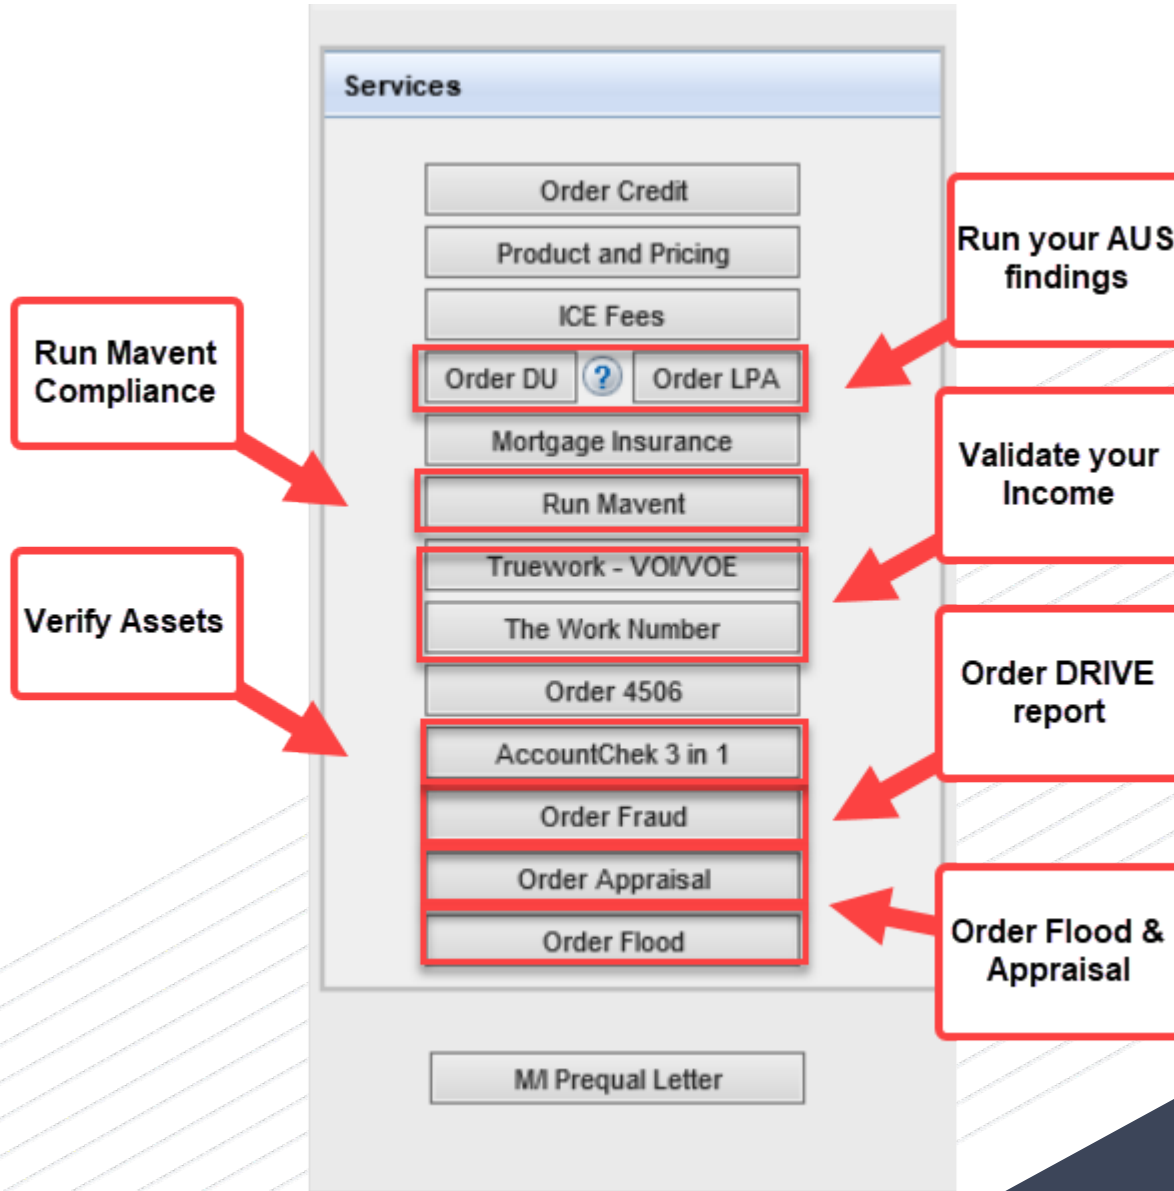 Services
Order Credit
Product and Pricing
ICE Fees
Order DU ? Order LPA
Mortgage Insurance
Run Mavent
Truework - VOI/VOE
The Work Number
Order 4506
AccountChek 3 in 1
Order Fraud
Order Appraisal
Order Flood
M/I Prequal Letter
Run Mavent
Compliance
Verify Assets
Run your AUS
findings
Validate your
Income
Order DRIVE
report
Order Flood &
Appraisal